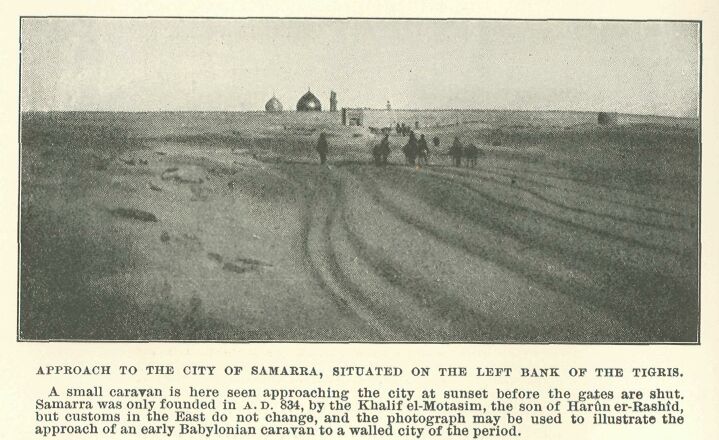 APPROACH TO THE CITY OF SAMARRA, SITUATED ON THE LEFT BANK OF THE TIGRIS.
A small caravan is here seen approaching the city at sunset before the gates are shut.
Samarra was only founded in A. D. 834, by the Khalif el-Motasim, the son of Harûn er-Rashîd,
but customs in the East do not change, and the photograph may be used to illustrate the
approach of an early Babylonian caravan to a walled city of the period.